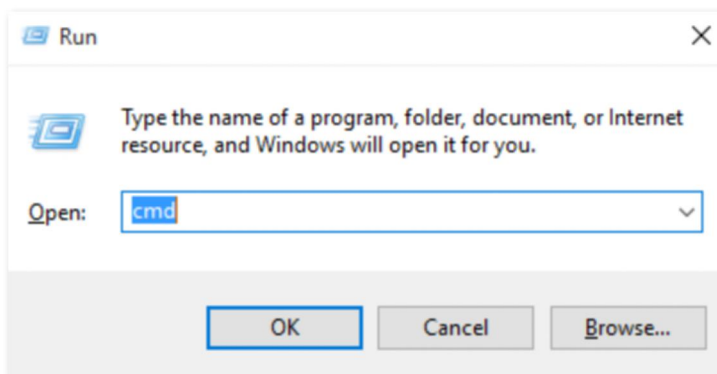 Run
Type the name of a program, folder, document, or Internet
resource, and Windows will open it for you.
Open: cmd
OK Cancel Browse...